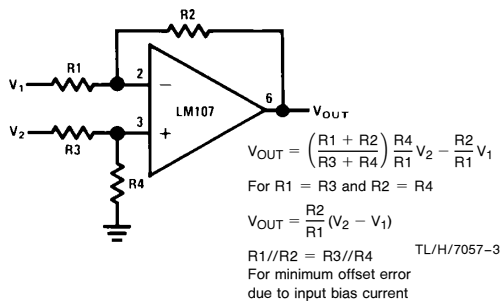 R2
R1
V1
2
−
LM107
6
VOUT
V2
R3
3
+
R4
VOUT = (R1 + R2 / R3 + R4) R4/R1 V2 − R2/R1 V1
For R1 = R3 and R2 = R4
VOUT = R2/R1 (V2 − V1)
R1//R2 = R3//R4
TL/H/7057–3
For minimum offset error
due to input bias current